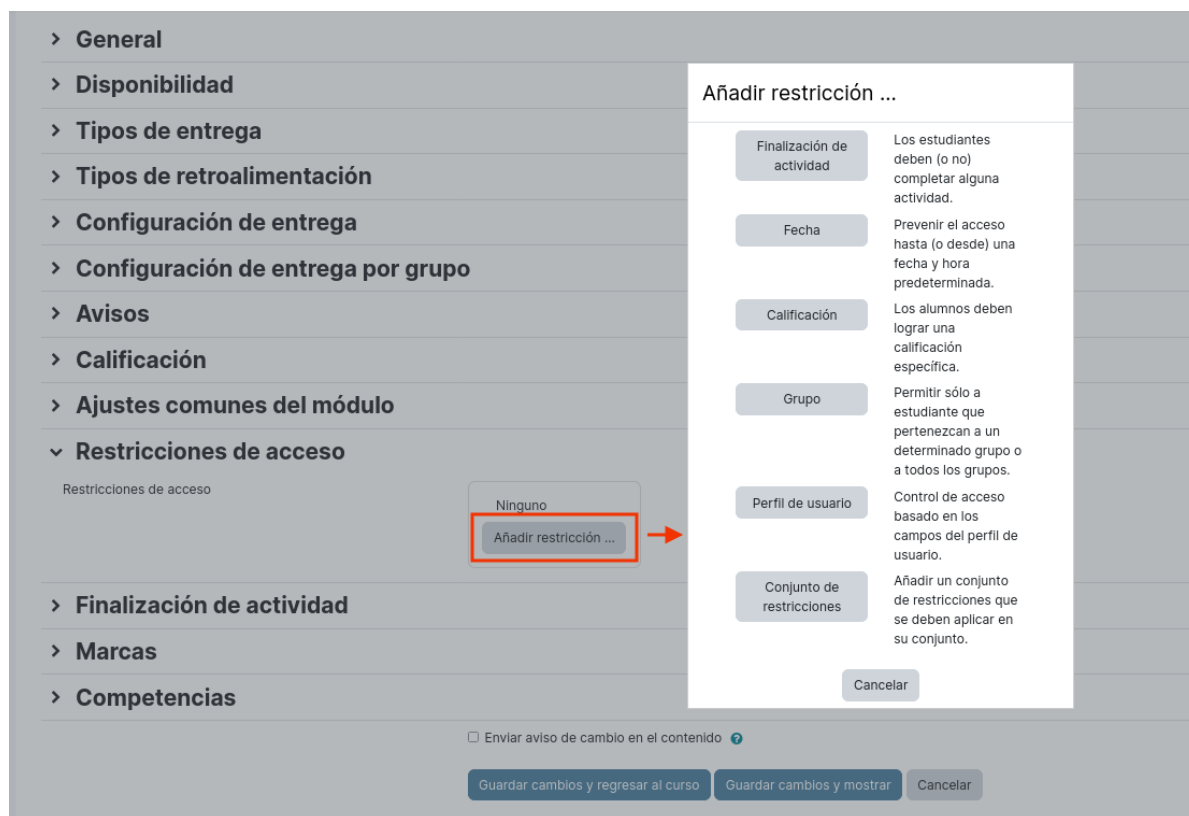 General
Disponibilidad
Tipos de entrega
Tipos de retroalimentación
Configuración de entrega
Configuración de entrega por grupo
Avisos
Calificación
Ajustes comunes del módulo
Restricciones de acceso
Restricciones de acceso
Ninguno
Añadir restricción ...
Finalización de actividad
Marcas
Competencias
Enviar aviso de cambio en el contenido
Guardar cambios y regresar al curso
Guardar cambios y mostrar
Cancelar
Añadir restricción ...
Finalización de
actividad
Los estudiantes
deben (o no)
completar alguna
actividad.
Fecha
Prevenir el acceso
hasta (o desde) una
fecha y hora
predeterminada.
Calificación
Los alumnos deben
lograr una
calificación
específica.
Grupo
Permitir sólo a
estudiante que
pertenezcan a un
determinado grupo o
a todos los grupos.
Perfil de usuario
Control de acceso
basado en los
campos del perfil de
usuario.
Conjunto de
restricciones
Añadir un conjunto
de restricciones que
se deben aplicar en
su conjunto.
Cancelar